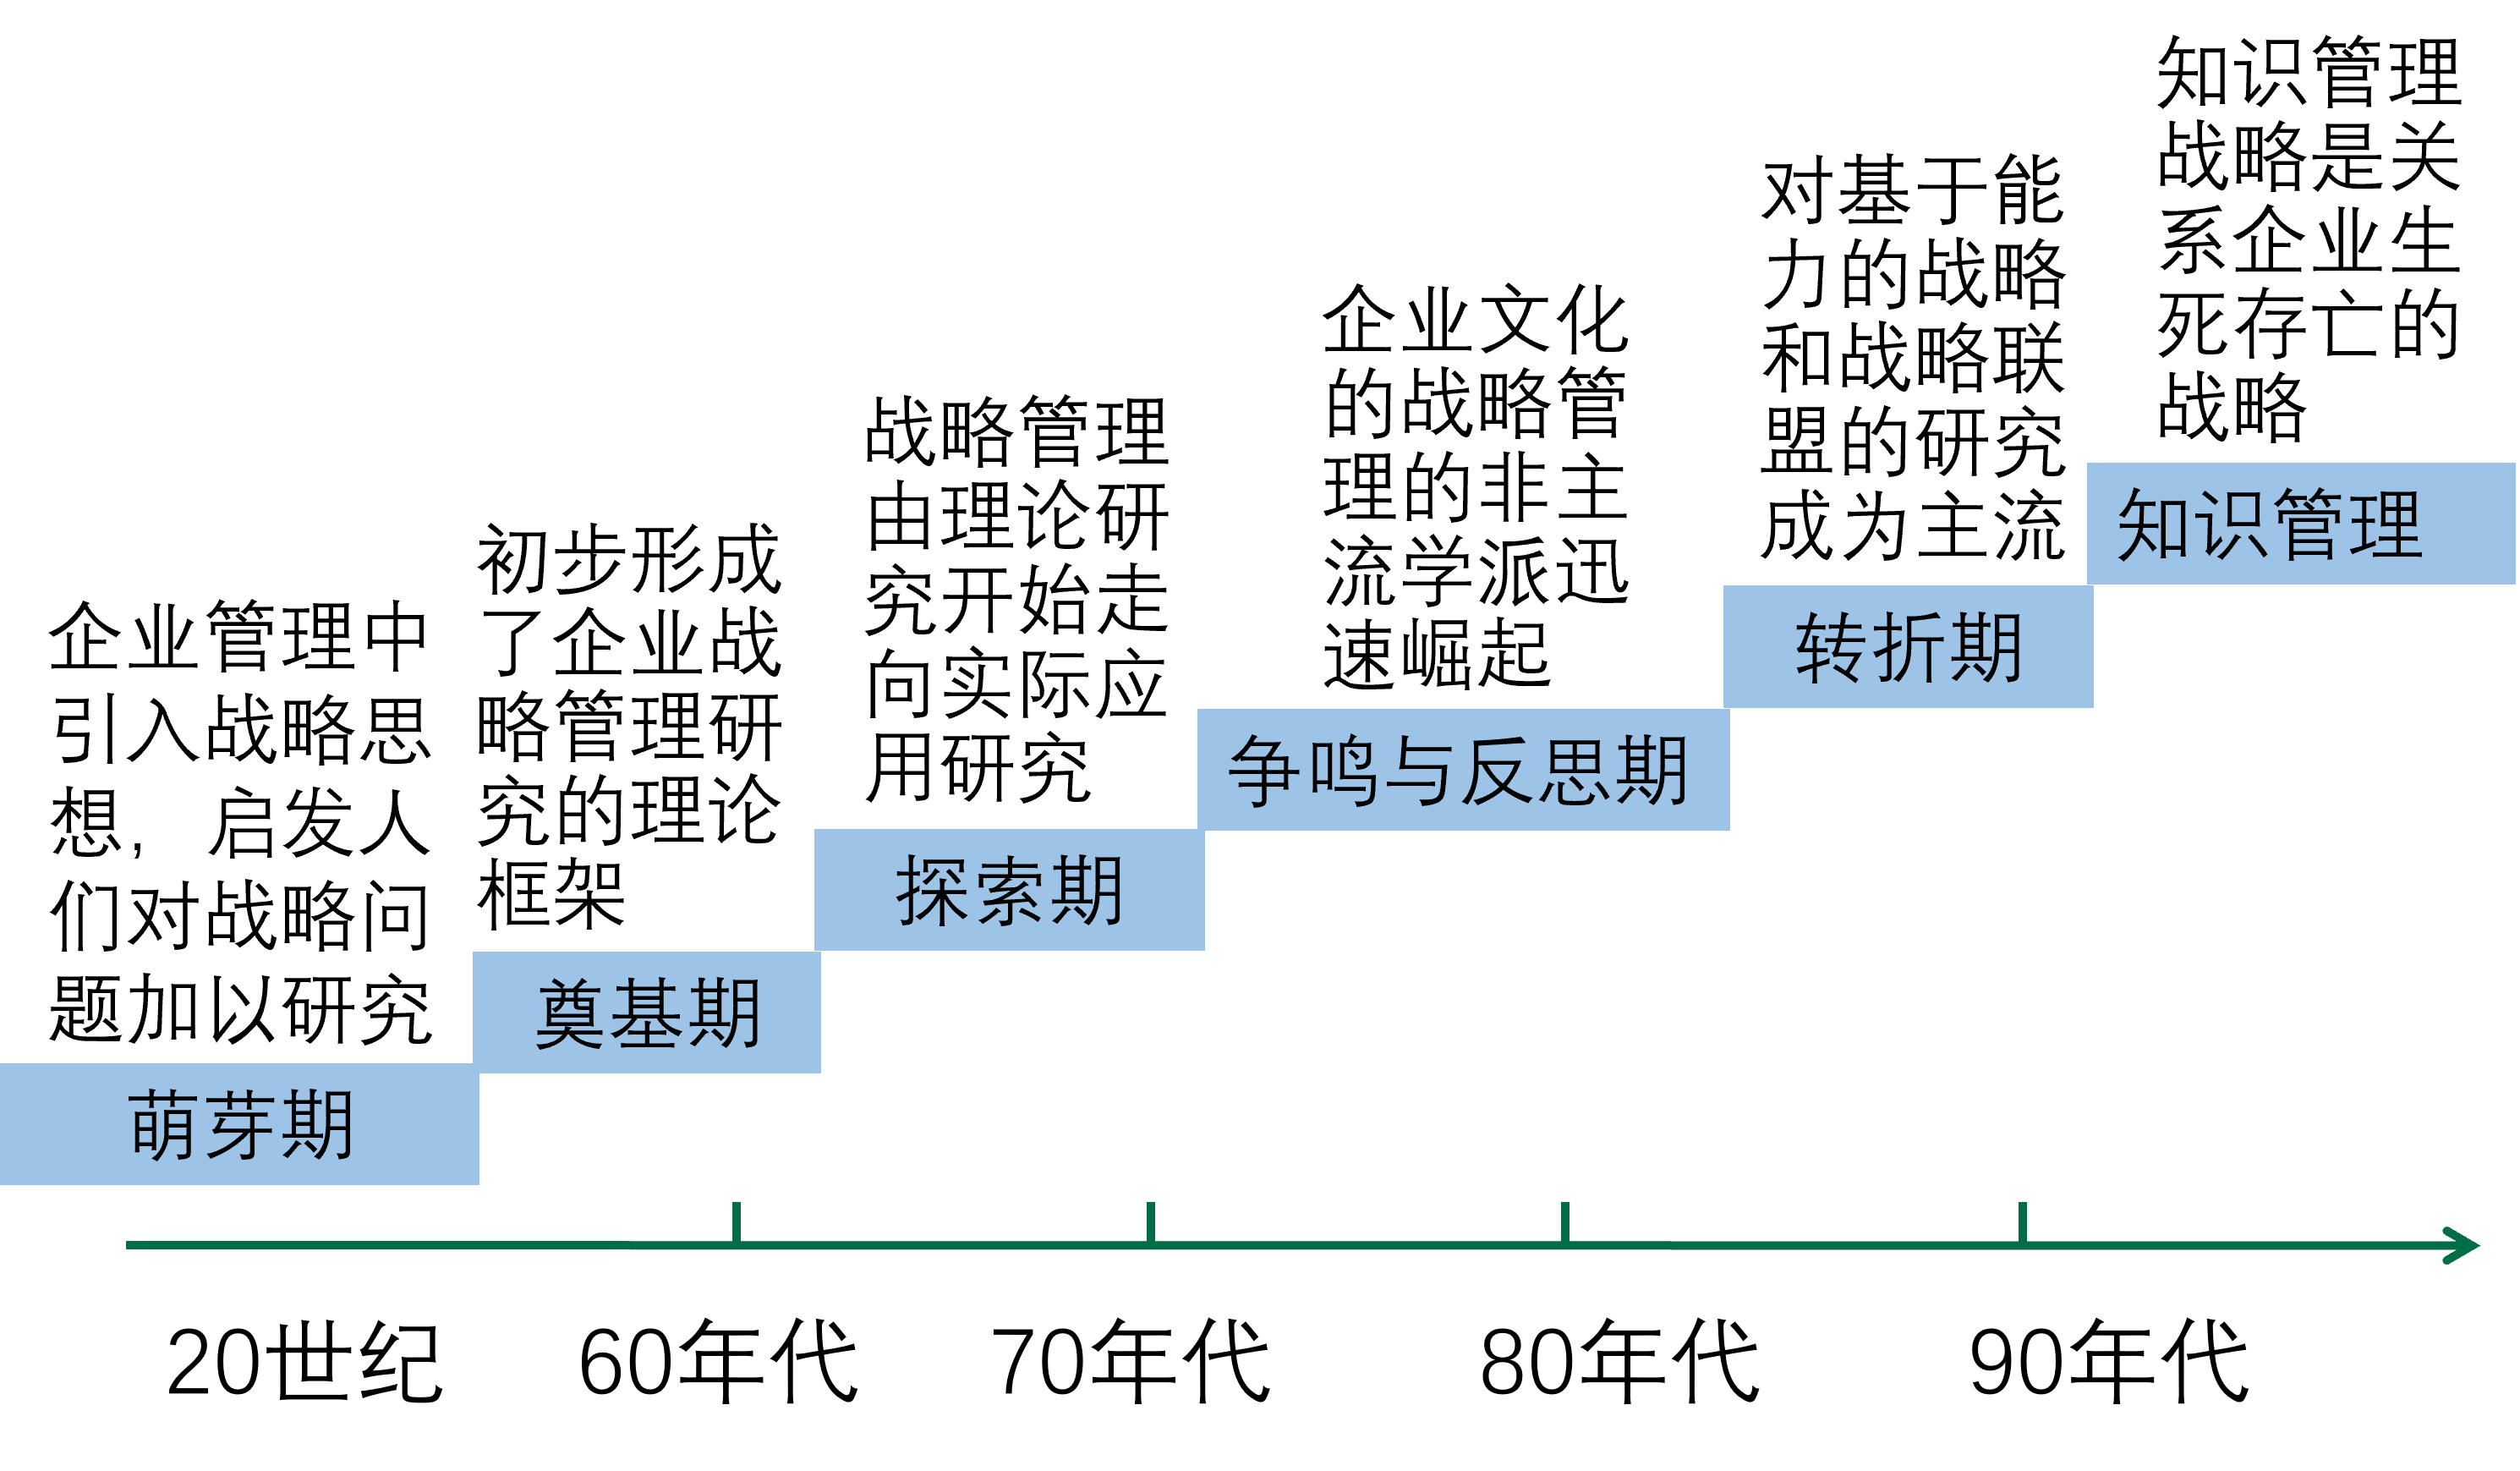 企业管理中
引入战略思
想，启发人
们对战略问
题加以研究
萌芽期
初步形成
了企业战
略管理研
究的理论
框架
奠基期
战略管理
由理论研
究开始走
向实际应
用研究
探索期
企业文化
的战略管
理的非主
流学派迅
速崛起
争鸣与反思期
对基于能
力的战略
和战略联
盟的研究
成为主流
转折期
知识管理
战略是关
系企业生
死存亡的
战略
知识管理
20世纪
60年代
70年代
80年代
90年代